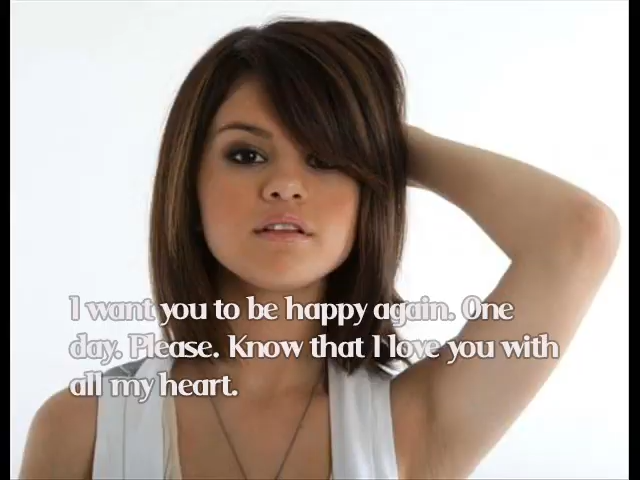 I want you to be happy again. One
day. Please. Know that I love you with
all my heart.